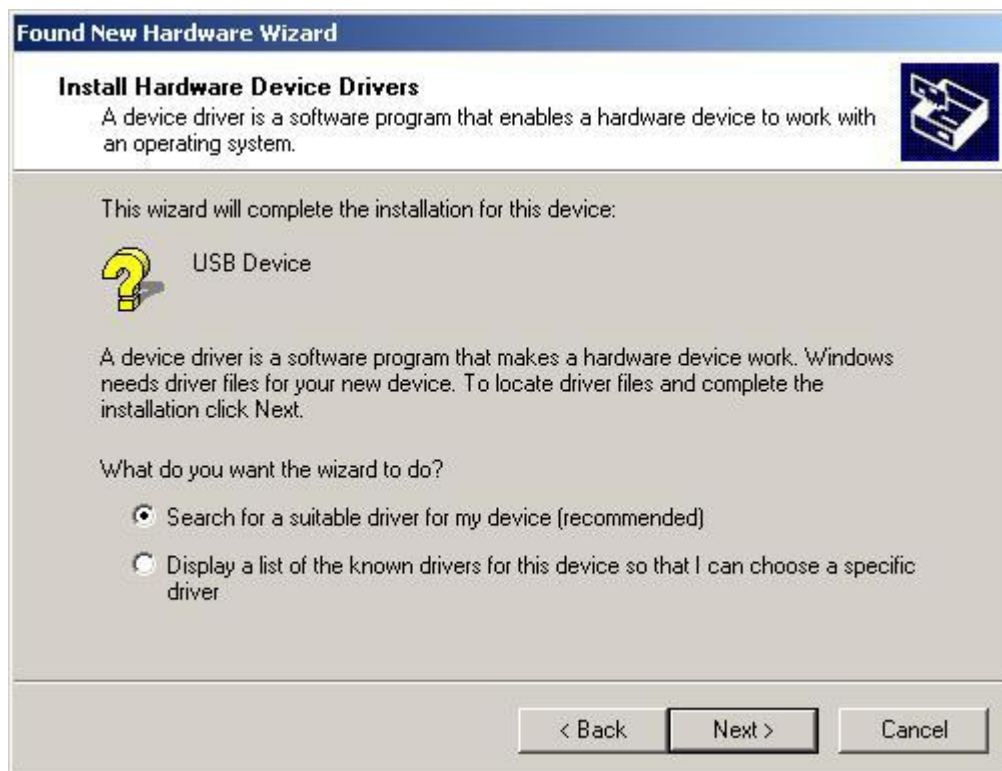 Found New Hardware Wizard
Install Hardware Device Drivers
A device driver is a software program that enables a hardware device to work with
an operating system.
This wizard will complete the installation for this device:
USB Device
A device driver is a software program that makes a hardware device work. Windows
needs driver files for your new device. To locate driver files and complete the
installation click Next.
What do you want the wizard to do?
Search for a suitable driver for my device (recommended)
Display a list of the known drivers for this device so that I can choose a specific
driver
< Back
Next >
Cancel